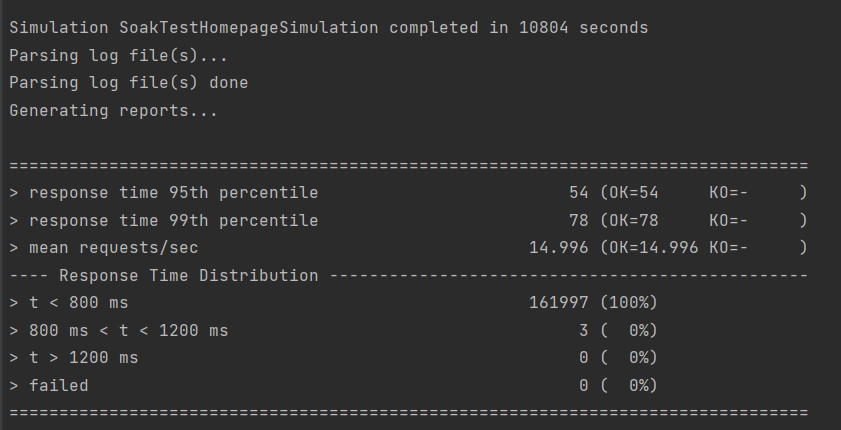 Simulation SoakTestHomepageSimulation completed in 10804 seconds
Parsing log file(s)...
Parsing log file(s) done
Generating reports...
================================================================================
> response time 95th percentile                         54 (OK=54     KO=-     )
> response time 99th percentile                         78 (OK=78     KO=-     )
> mean requests/sec                                 14.996 (OK=14.996 KO=-     )
---- Response Time Distribution ------------------------------------------------
> t < 800 ms                                        161997 (100%)
> 800 ms < t < 1200 ms                                   3 (  0%)
> t > 1200 ms                                            0 (  0%)
> failed                                                 0 (  0%)
================================================================================